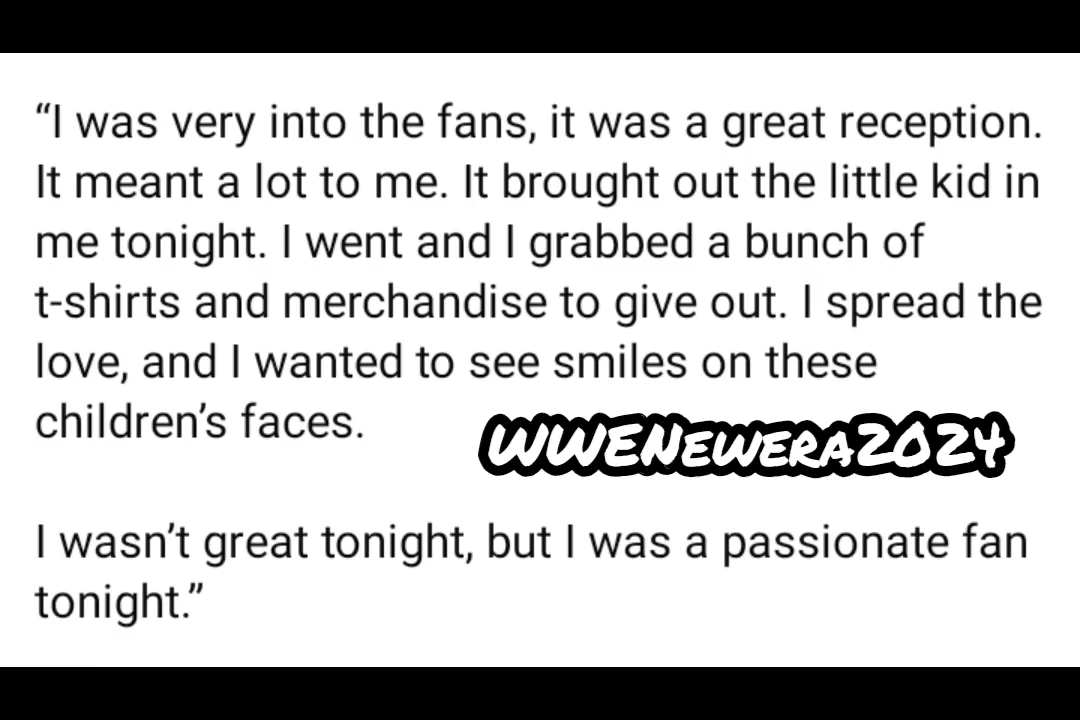 “I was very into the fans, it was a great reception.
It meant a lot to me. It brought out the little kid in
me tonight. I went and I grabbed a bunch of
t-shirts and merchandise to give out. I spread the
love, and I wanted to see smiles on these
children’s faces.
WWENewera2024
I wasn’t great tonight, but I was a passionate fan
tonight.”